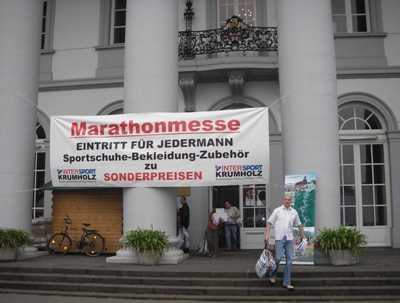 Marathonmesse
EINTRITT FÜR JEDERMANN
Sportschuhe-Bekleidung-Zubehör
zu
SONDERPREISEN
INTERSPORT
KRUMHOLZ
INTERSPORT
KRUMHOLZ